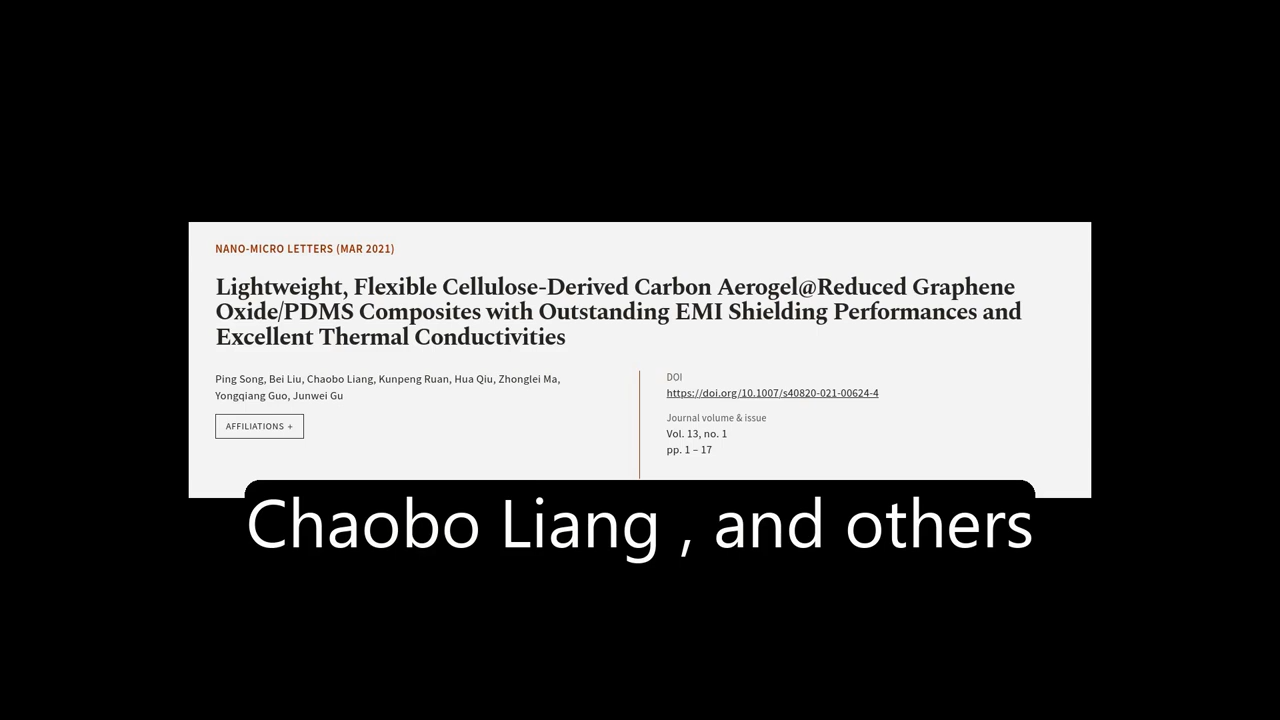 NANO-MICRO LETTERS (MAR 2021)
Lightweight, Flexible Cellulose-Derived Carbon Aerogel@Reduced Graphene
Oxide/PDMS Composites with Outstanding EMI Shielding Performances and
Excellent Thermal Conductivities
Ping Song, Bei Liu, Chaobo Liang, Kunpeng Ruan, Hua Qiu, Zhonglei Ma,
Yongqiang Guo, Junwei Gu
AFFILIATIONS +
DOI
https://doi.org/10.1007/s40820-021-00624-4
Journal volume & issue
Vol. 13, no. 1
pp. 1 – 17
Chaobo Liang , and others